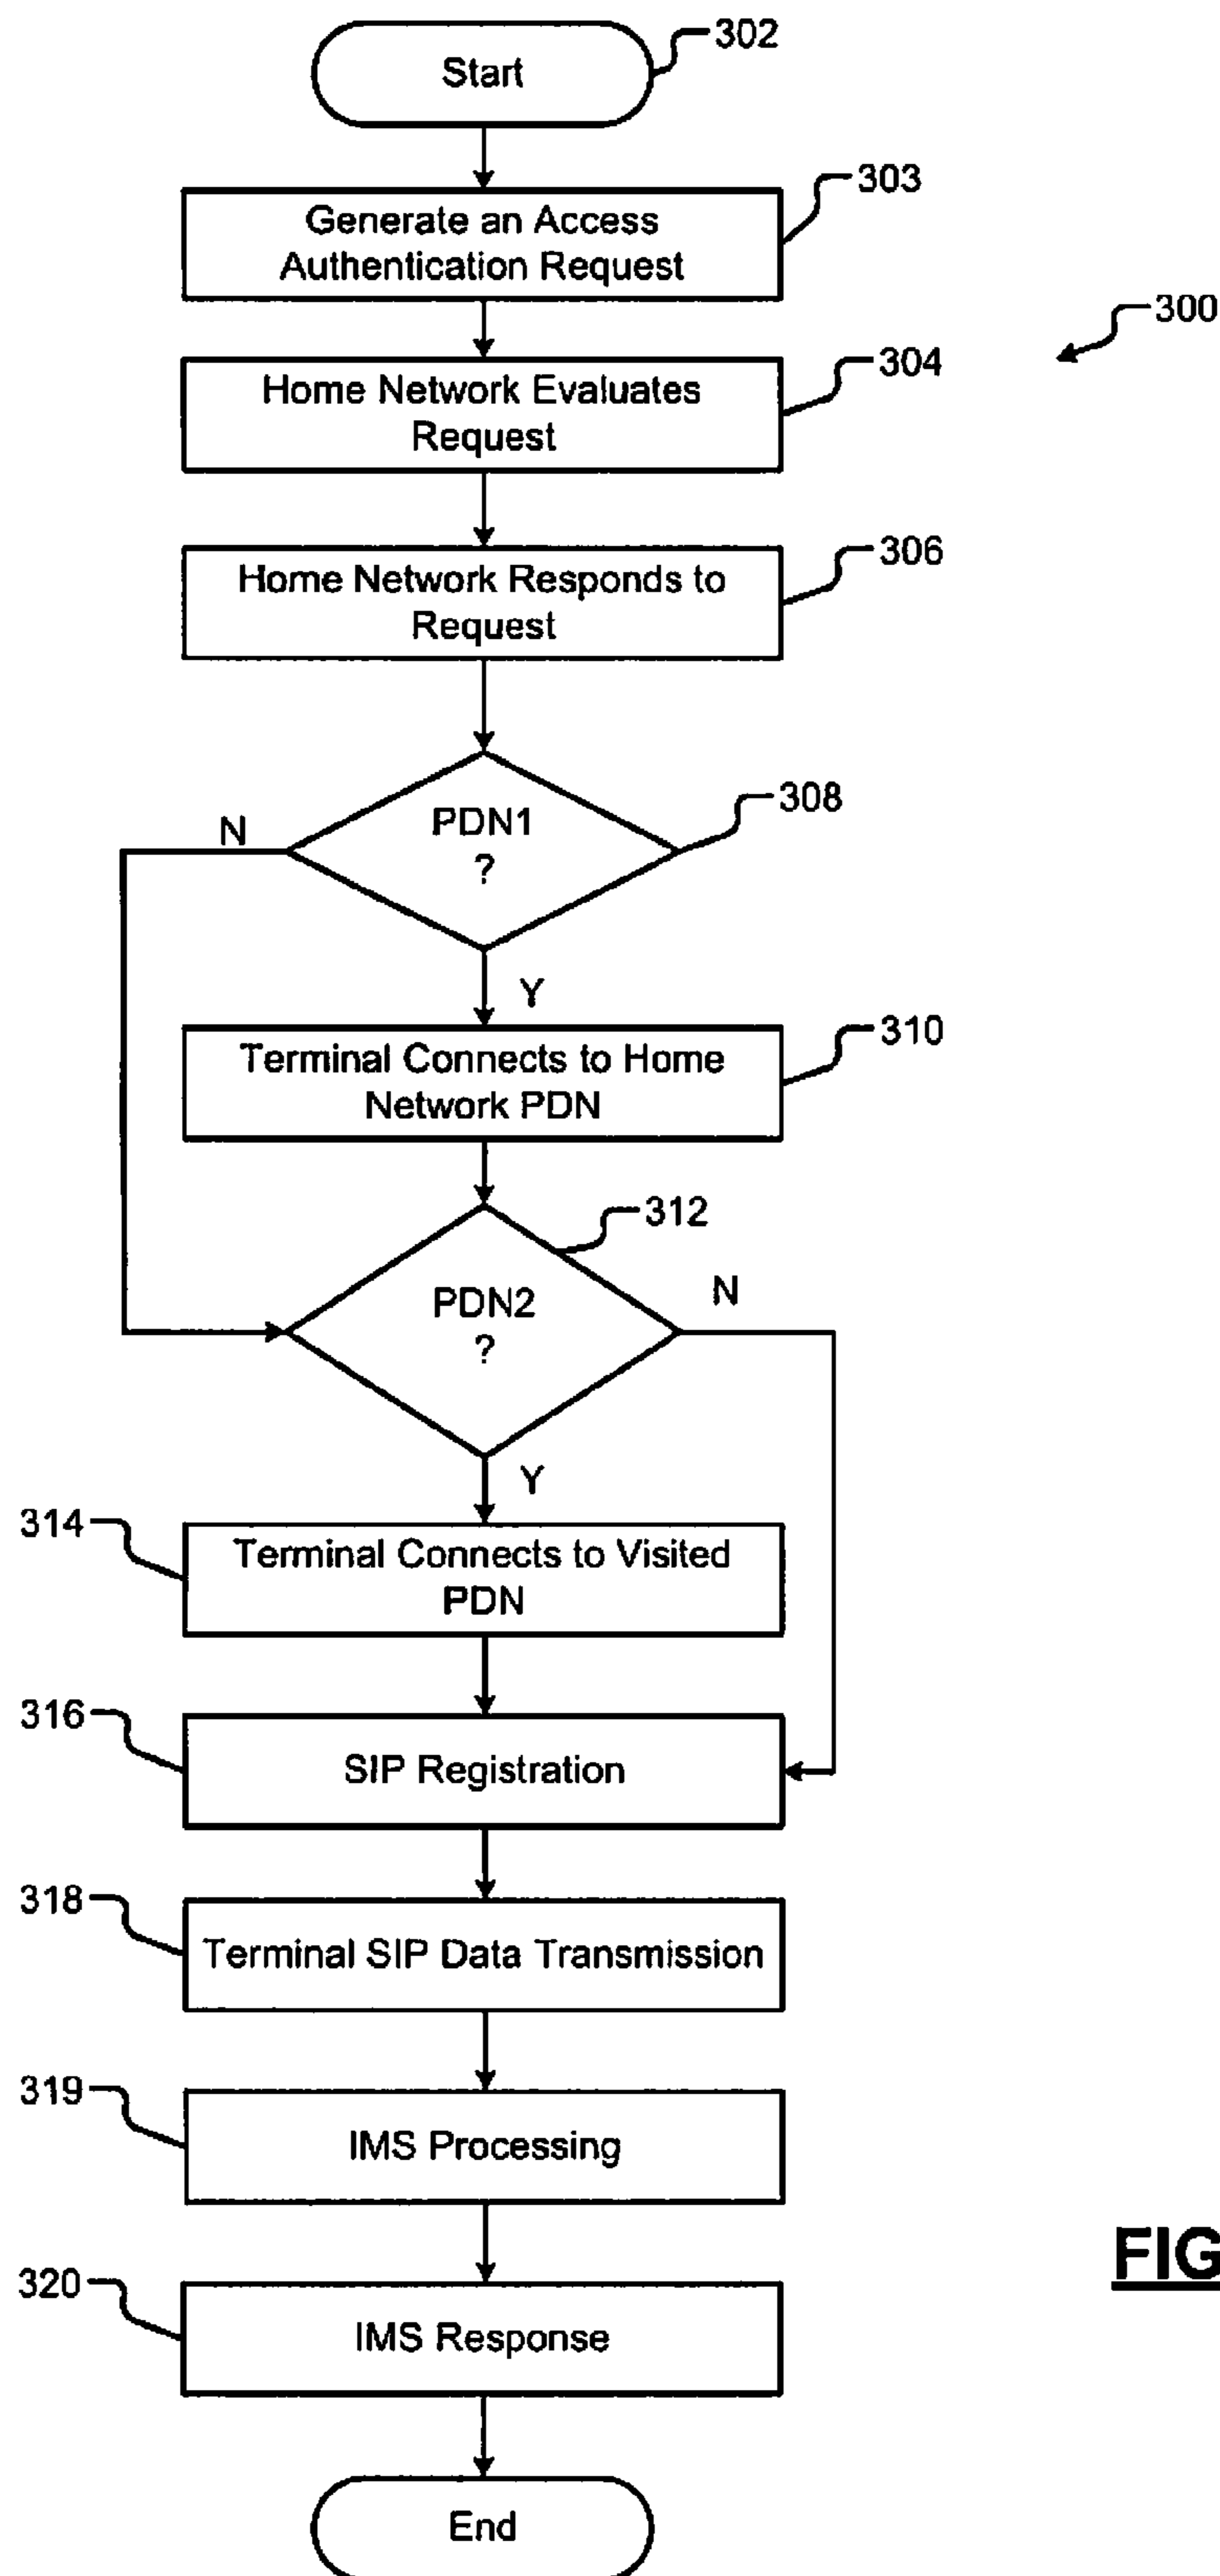 Start
302
Generate an Access
Authentication Request
303
300
Home Network Evaluates
Request
304
Home Network Responds to
Request
306
PDN1
?
308
N
Y
Terminal Connects to Home
Network PDN
310
312
PDN2
?
N
Y
314
Terminal Connects to Visited
PDN
316
SIP Registration
318
Terminal SIP Data Transmission
319
IMS Processing
FIG
320
IMS Response
End